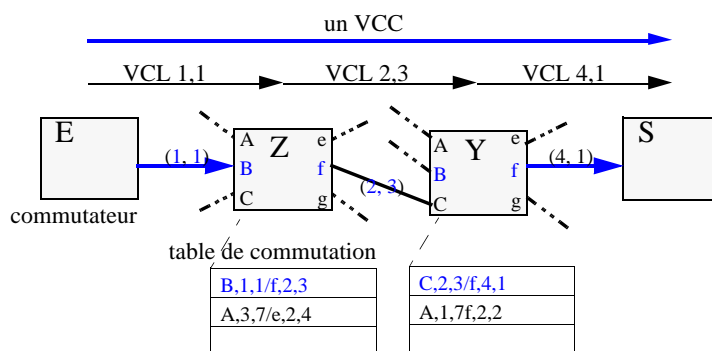 un VCC
VCL 1,1 VCL 2,3 VCL 4,1
E Z Y S
A e A e
(1, 1) B f (2, 3) B f (4, 1)
C g C g
commutateur
table de commutation
B,1,1/f,2,3 C,2,3/f,4,1
A,3,7/e,2,4 A,1,7f,2,2